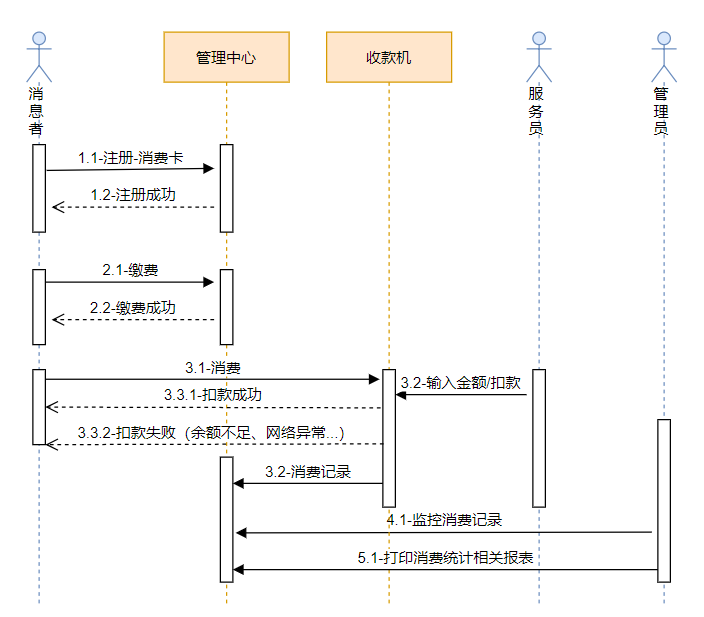 管理中心
收款机
消息者
服务员
管理员
1.1-注册-消费卡
1.2-注册成功
2.1-缴费
2.2-缴费成功
3.1-消费
3.2-输入金额/扣款
3.3.1-扣款成功
3.3.2-扣款失败（余额不足、网络异常...)
3.2-消费记录
4.1-监控消费记录
5.1-打印消费统计相关报表